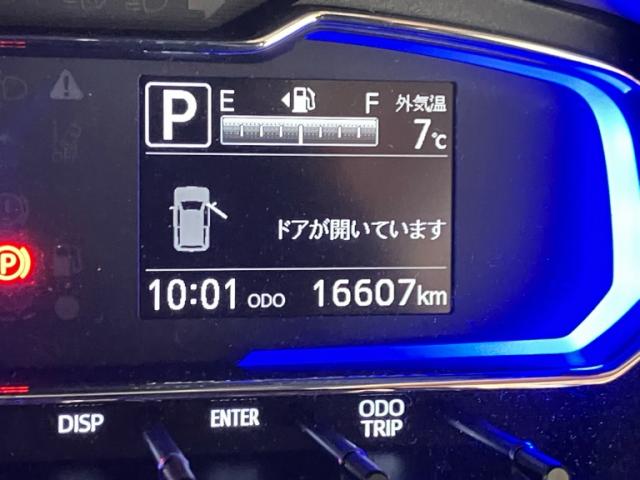 P E F 外気温
7℃
ドアが開いています
10:01 ODO 16607km
(P)
DISP ENTER ODO
TRIP